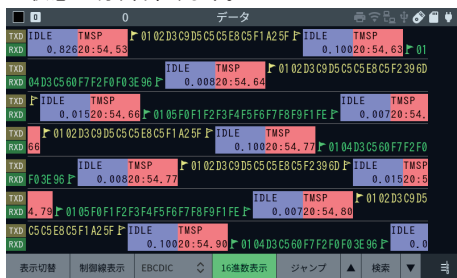 0 0 データ
TXD IDLE TMSP 01 02 D3 C9 D5 C5 C5 E8 C5 F1 A2 5F IDLE TMSP
RXD 0.826 20:54.53 0.100 20:54.63 01
TXD IDLE TMSP 01 02 D3 C9 D5 C5 C5 E8 C5 F2 39 6D
RXD 04 D3 C5 60 F7 F2 F0 F0 3E 96 0.008 20:54.64
TXD IDLE TMSP IDLE TMSP
RXD 0.015 20:54.66 01 05 F0 F1 F2 F3 F4 F5 F6 F7 F8 F9 F1 FE 0.007 20:54.
TXD 01 02 D3 C9 D5 C5 C5 E8 C5 F1 A2 5F IDLE TMSP
RXD 66 0.100 20:54.77 01 04 D3 C5 60 F7 F2 F0
TXD IDLE TMSP 01 02 D3 C9 D5 C5 C5 E8 C5 F2 39 6D IDLE TMSP
RXD F0 3E 96 0.008 20:54.77 0.015 20:5
TXD IDLE TMSP 01 02 D3 C9 D5
RXD 4.79 01 05 F0 F1 F2 F3 F4 F5 F6 F7 F8 F9 F1 FE 0.007 20:54.80
TXD C5 C5 E8 C5 F1 A2 5F IDLE TMSP IDLE
RXD 0.100 20:54.90 01 04 D3 C5 60 F7 F2 F0 F0 3E 96 0.0
表示切替 制御線表示 EBCDIC 16進数表示 ジャンプ ▲ 検索 ▼